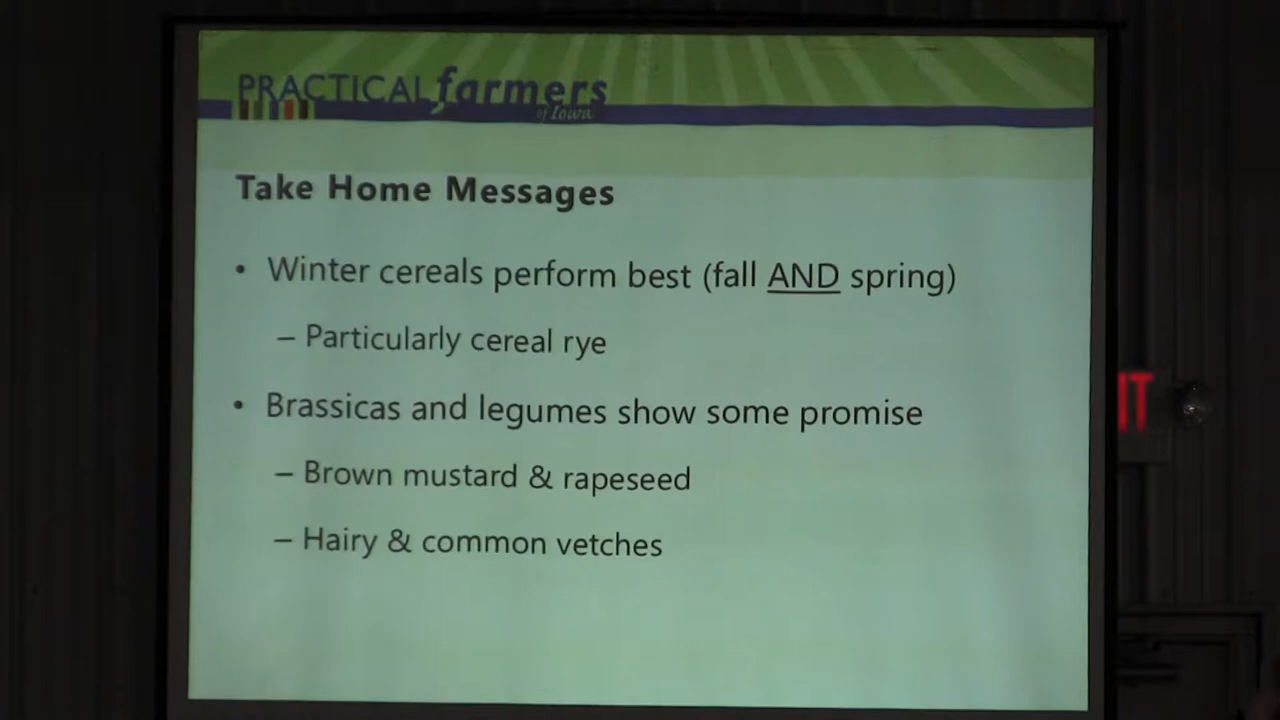 PRACTICAL farmers
of Iowa
Take Home Messages
• Winter cereals perform best (fall AND spring)
– Particularly cereal rye
• Brassicas and legumes show some promise
– Brown mustard & rapeseed
– Hairy & common vetches
IT